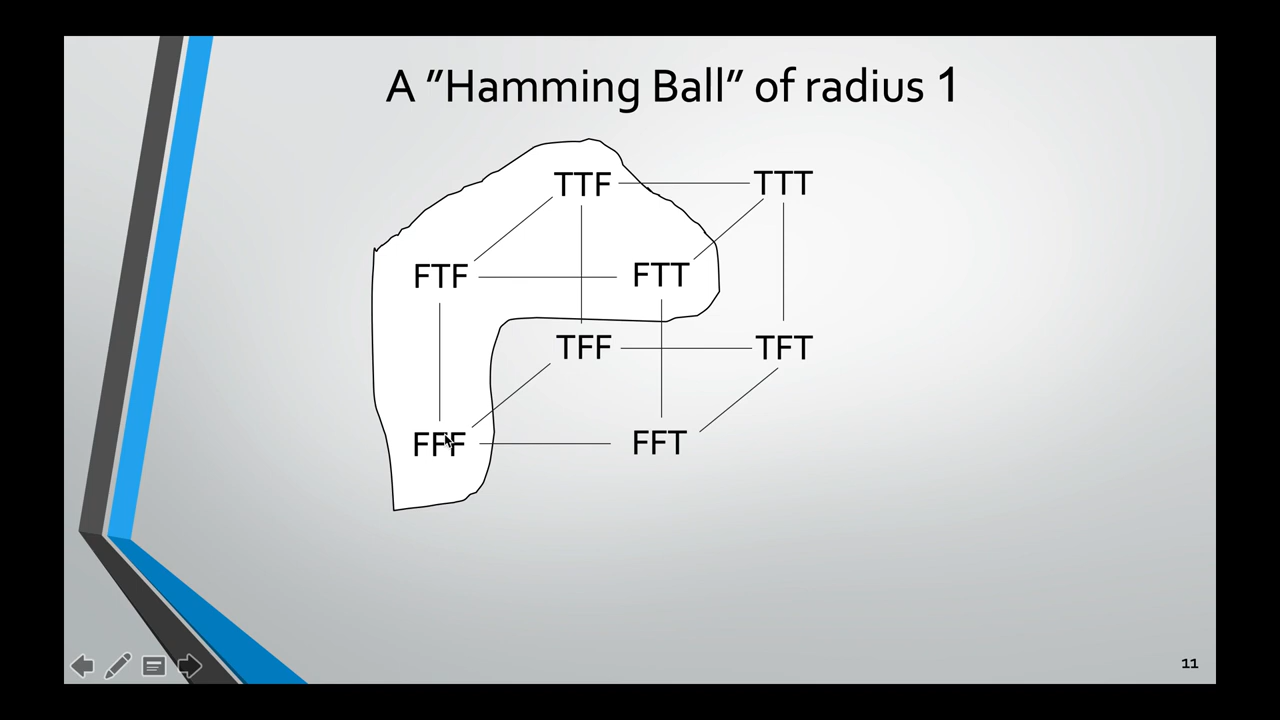 A ”Hamming Ball” of radius 1
TTF TTT
FTF FTT
TFF TFT
FFF FFT
11